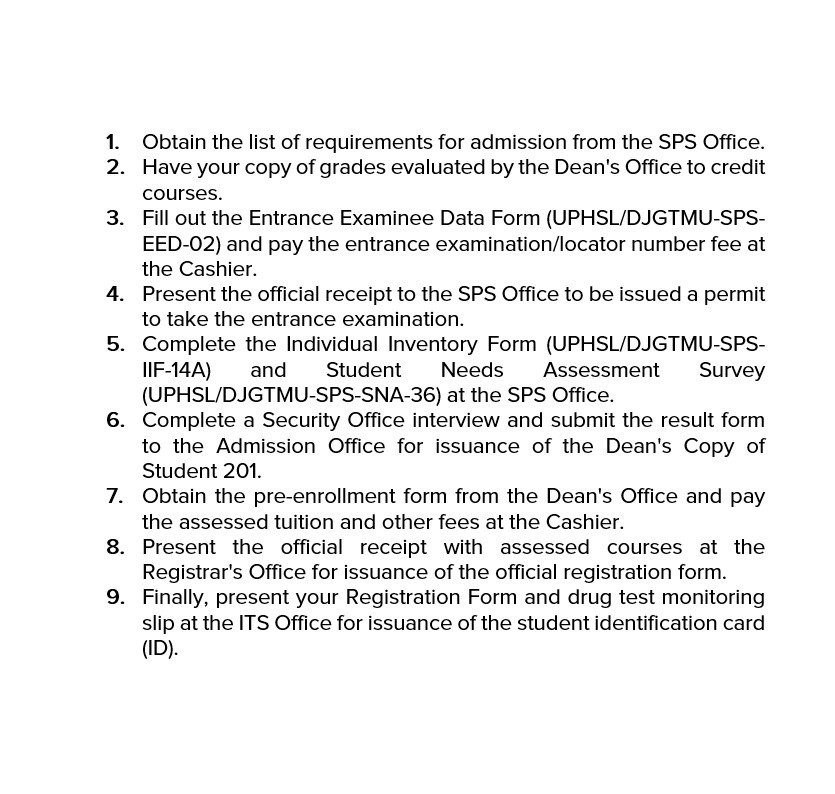 1. Obtain the list of requirements for admission from the SPS Office.
2. Have your copy of grades evaluated by the Dean's Office to credit
courses.
3. Fill out the Entrance Examinee Data Form (UPHSL/DJGTMU-SPS-
EED-02) and pay the entrance examination/locator number fee at
the Cashier.
4. Present the official receipt to the SPS Office to be issued a permit
to take the entrance examination.
5. Complete the Individual Inventory Form (UPHSL/DJGTMU-SPS-
IIF-14A) and Student Needs Assessment Survey
(UPHSL/DJGTMU-SPS-SNA-36) at the SPS Office.
6. Complete a Security Office interview and submit the result form
to the Admission Office for issuance of the Dean's Copy of
Student 201.
7. Obtain the pre-enrollment form from the Dean's Office and pay
the assessed tuition and other fees at the Cashier.
8. Present the official receipt with assessed courses at the
Registrar's Office for issuance of the official registration form.
9. Finally, present your Registration Form and drug test monitoring
slip at the ITS Office for issuance of the student identification card
(ID).